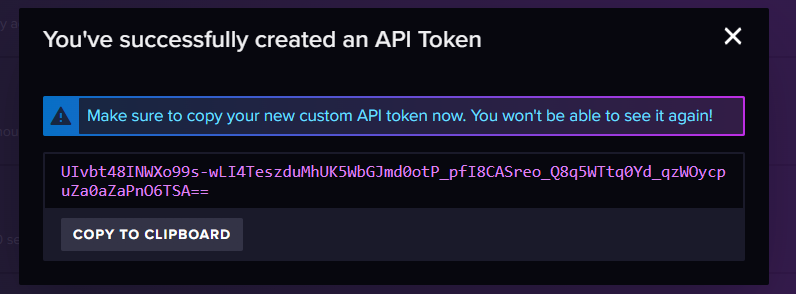 You've successfully created an API Token
Make sure to copy your new custom API token now. You won't be able to see it again!
UIvbt48INWXo99s-wLI4TeszduMhUK5WbGJmd0otP_pfI8CASreo_Q8q5WTtq0Yd_qzWOycp
uZa0aZaPnO6TSA==
COPY TO CLIPBOARD